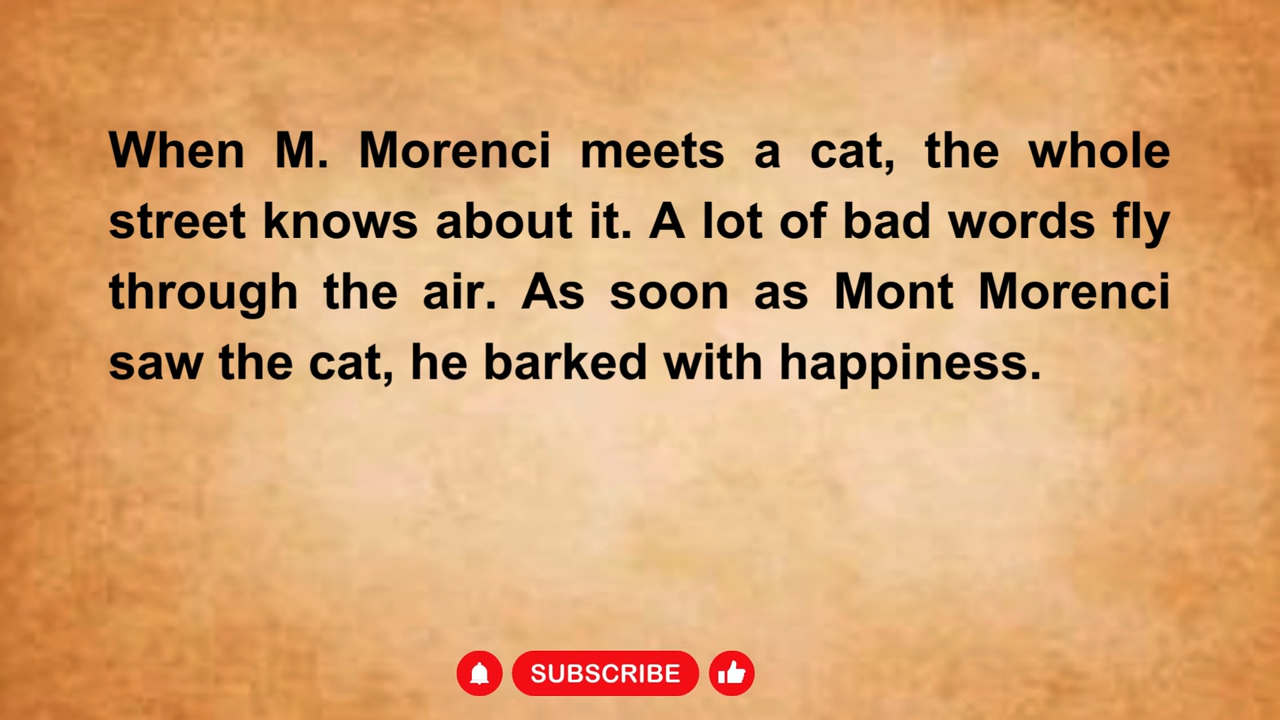 When M. Morenci meets a cat, the whole
street knows about it. A lot of bad words fly
through the air. As soon as Mont Morenci
saw the cat, he barked with happiness.
SUBSCRIBE